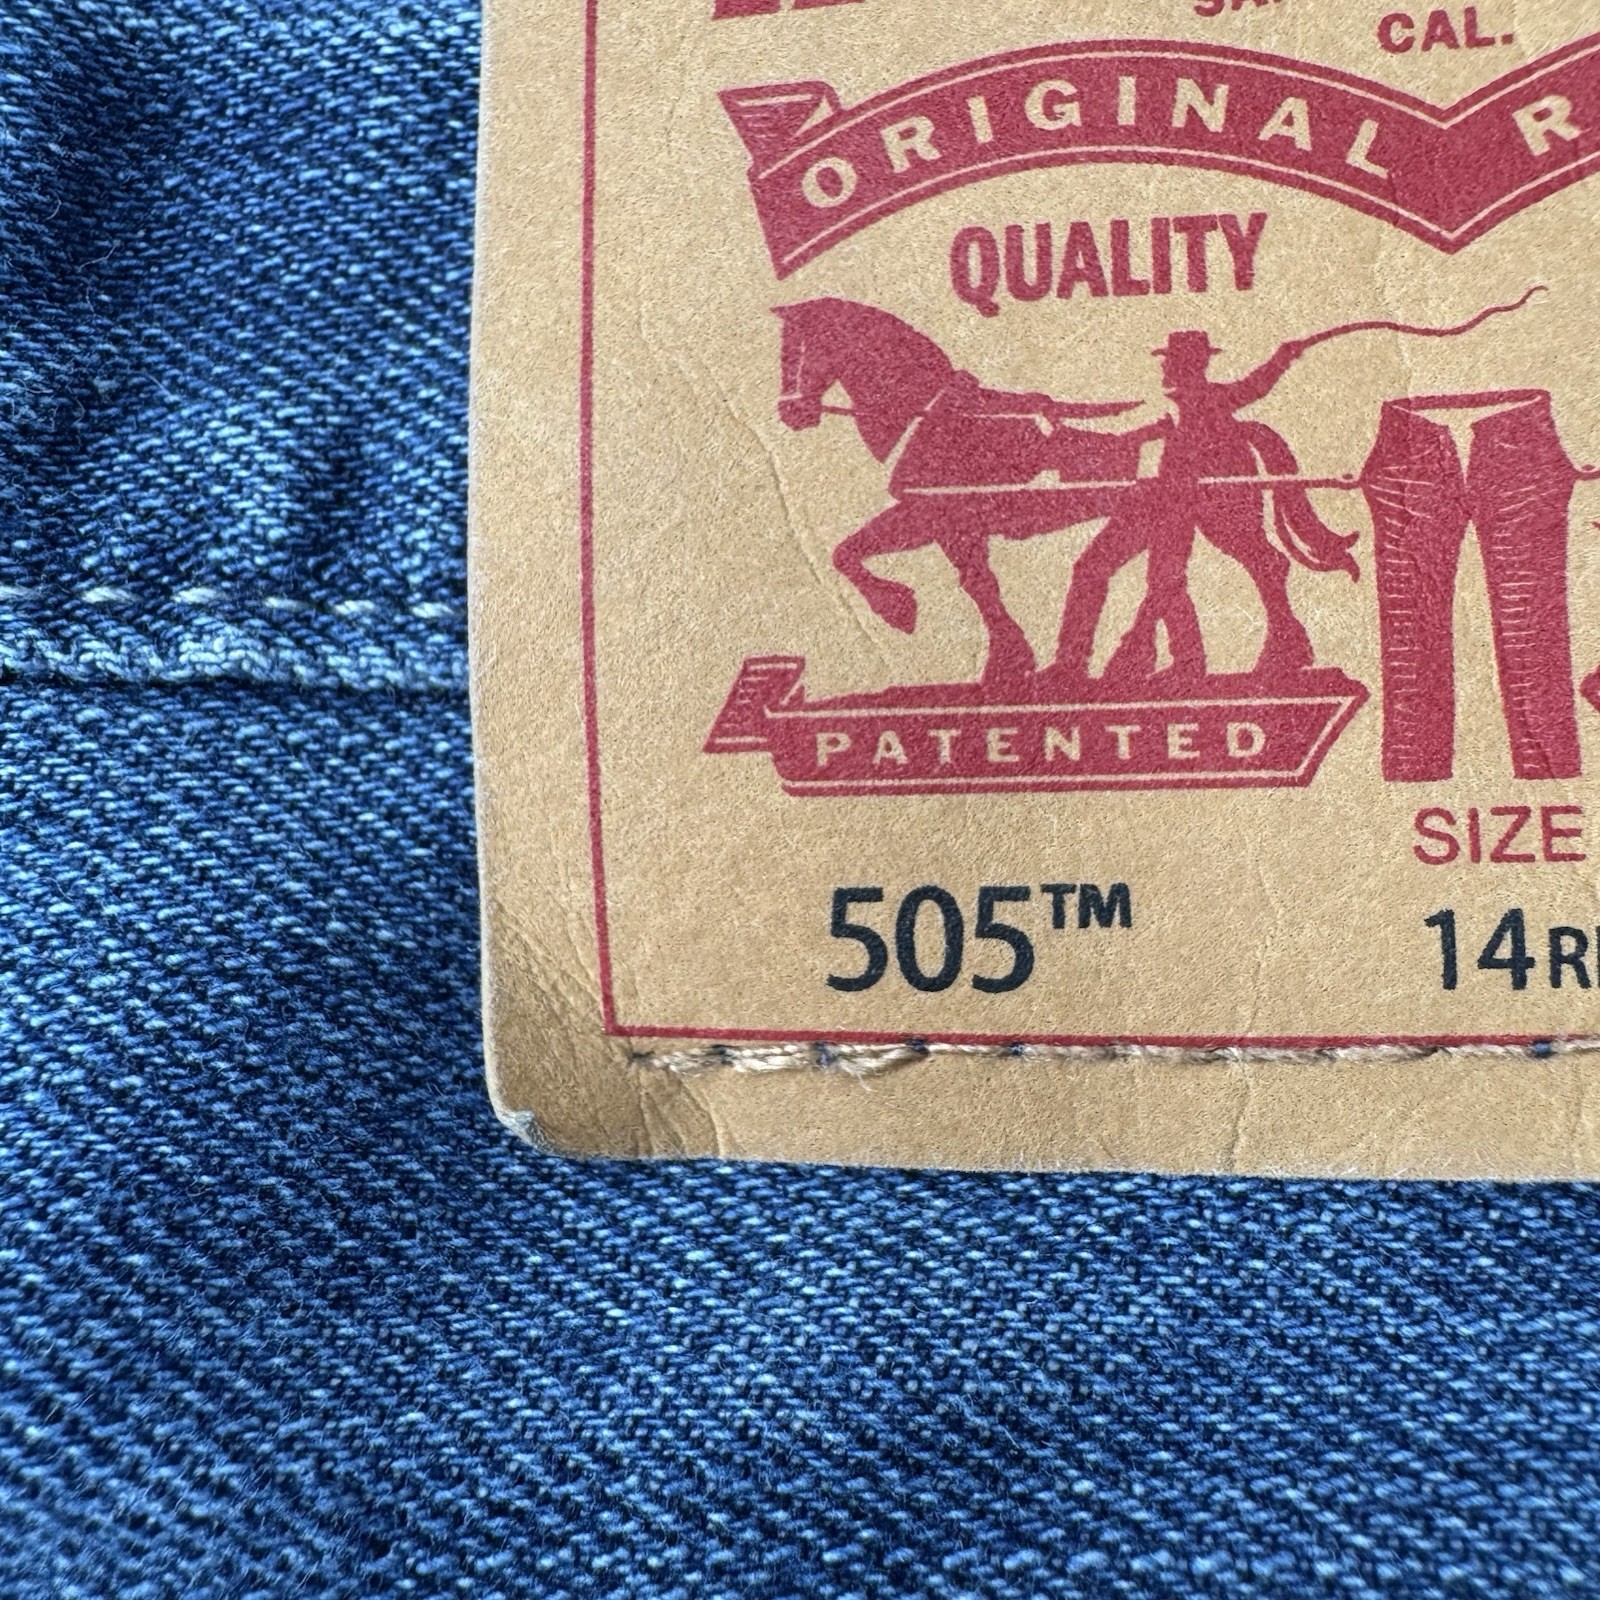 CAL.
ORIGINAL
QUALITY
PATENTED
SIZE
505™
14